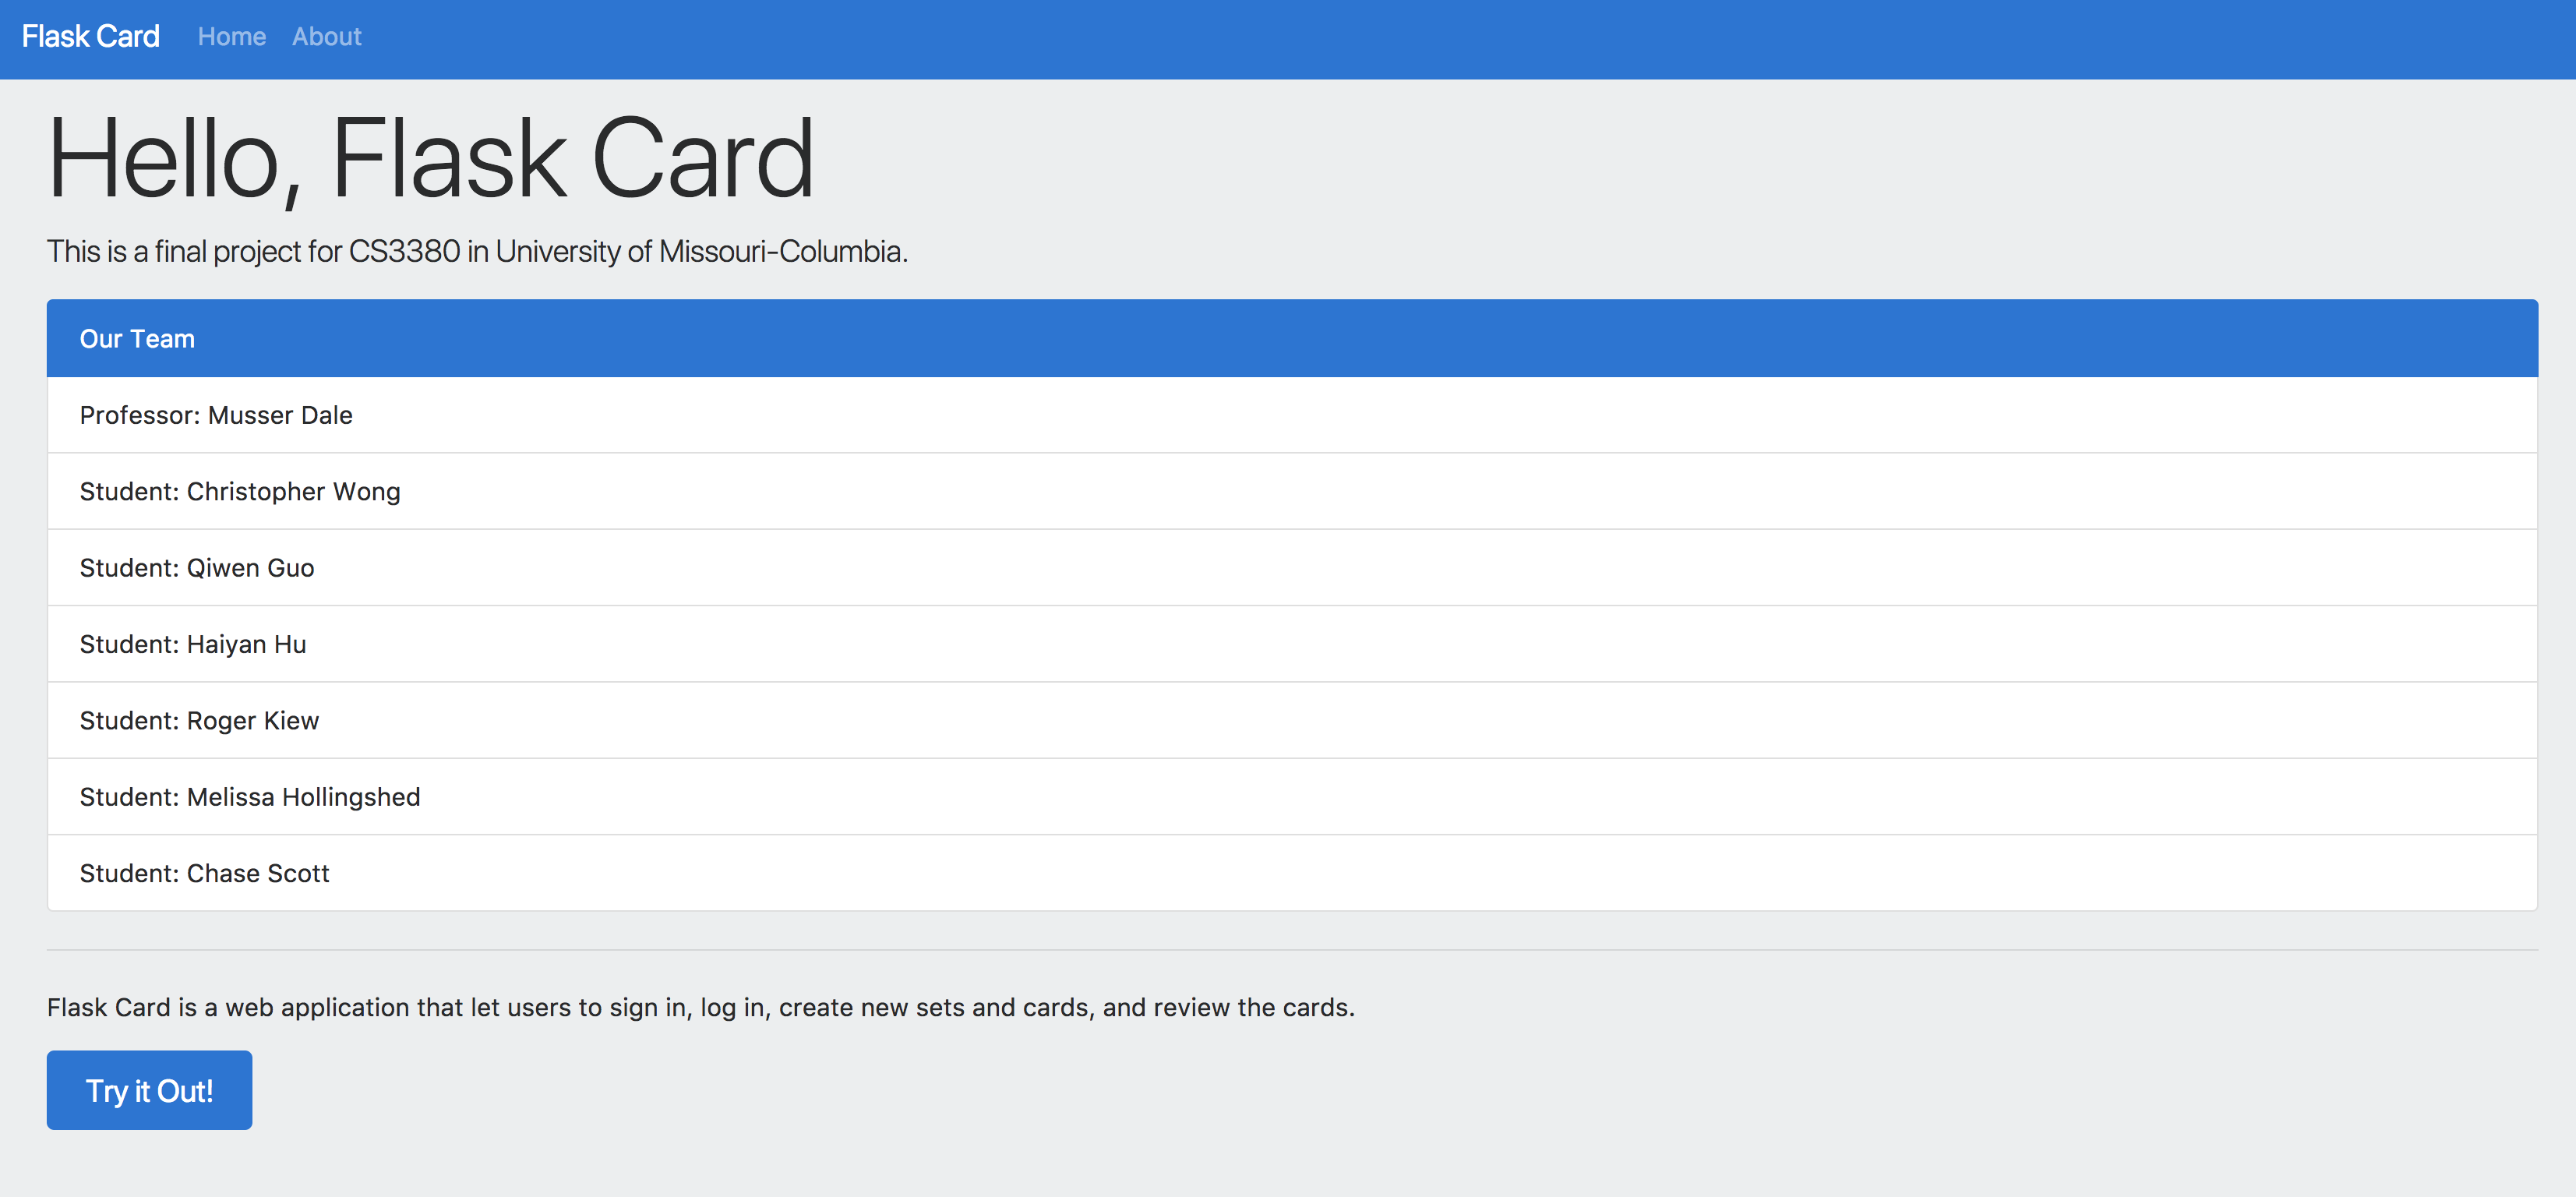 Flask Card Home About
Hello, Flask Card
This is a final project for CS3380 in University of Missouri-Columbia.
Our Team
Professor: Musser Dale
Student: Christopher Wong
Student: Qiwen Guo
Student: Haiyan Hu
Student: Roger Kiew
Student: Melissa Hollingshed
Student: Chase Scott
Flask Card is a web application that let users to sign in, log in, create new sets and cards, and review the cards.
Try it Out!